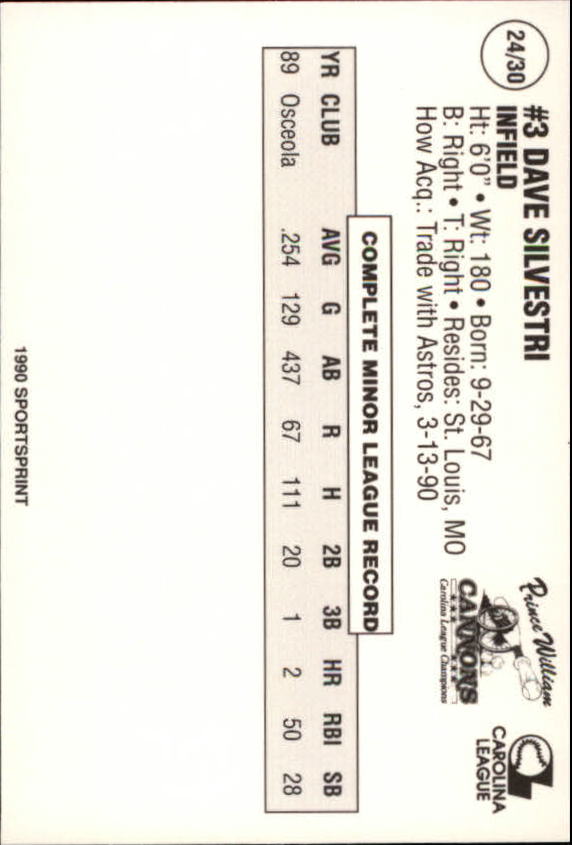 24/30
#3 DAVE SILVESTRI
INFIELD
Ht: 6'0" • Wt: 180 • Born: 9-29-67
B: Right • T: Right • Resides: St. Louis, MO
How Acq.: Trade with Astros, 3-13-90
Prince William
CANNONS
Carolina League Champions
CAROLINA
LEAGUE
COMPLETE MINOR LEAGUE RECORD
YR CLUB AVG G AB R H 2B 3B HR RBI SB
89 Osceola .254 129 437 67 111 20 1 2 50 28
1990 SPORTSPRINT